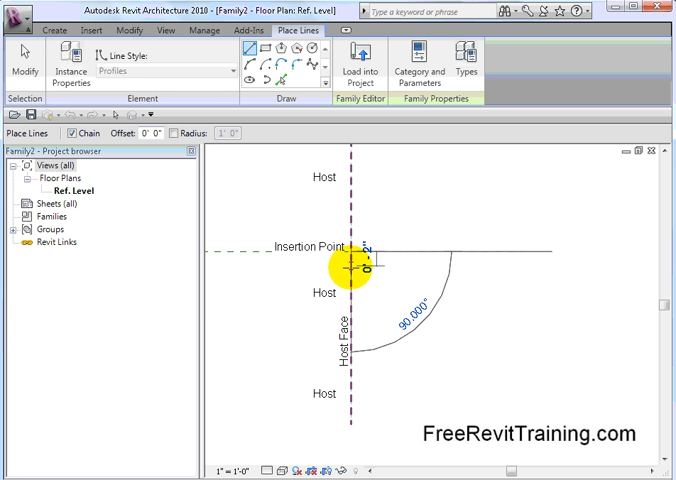 Autodesk Revit Architecture 2010 - [Family2 - Floor Plan: Ref. Level]
Type a keyword or phrase
Create Insert Modify Manage Add-Ins Place Lines
Modify
Instance Properties
Line Style:
Profiles
Load into Project
Category and Parameters
Types
Selection Element Draw Family Editor Family Properties
Place Lines Chain Offset: 0' 0" Radius: 1' 0"
Family2 - Project browser
Views (all)
Floor Plans
Ref. Level
Sheets (all)
Families
Groups
Revit Links
Host
Insertion Point
0' - 2"
Host
90.000°
Host Face
Host
FreeRevitTraining.com
1" = 1'-0"